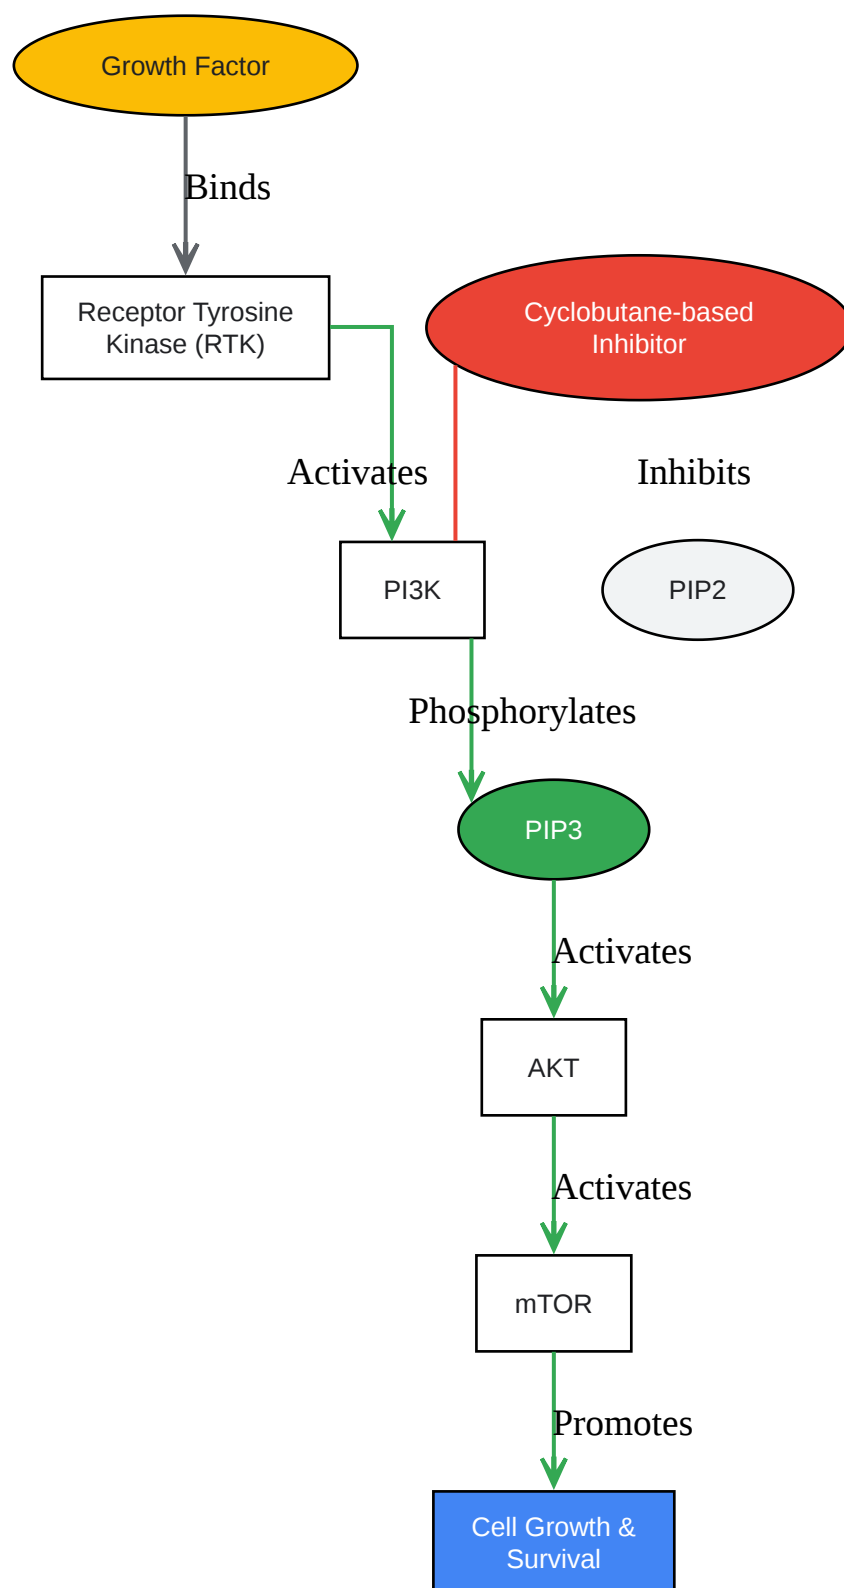 Growth Factor
Binds
Receptor Tyrosine
Kinase (RTK)
Cyclobutane-based
Inhibitor
Activates
Inhibits
PI3K
PIP2
Phosphorylates
PIP3
Activates
AKT
Activates
mTOR
Promotes
Cell Growth &
Survival